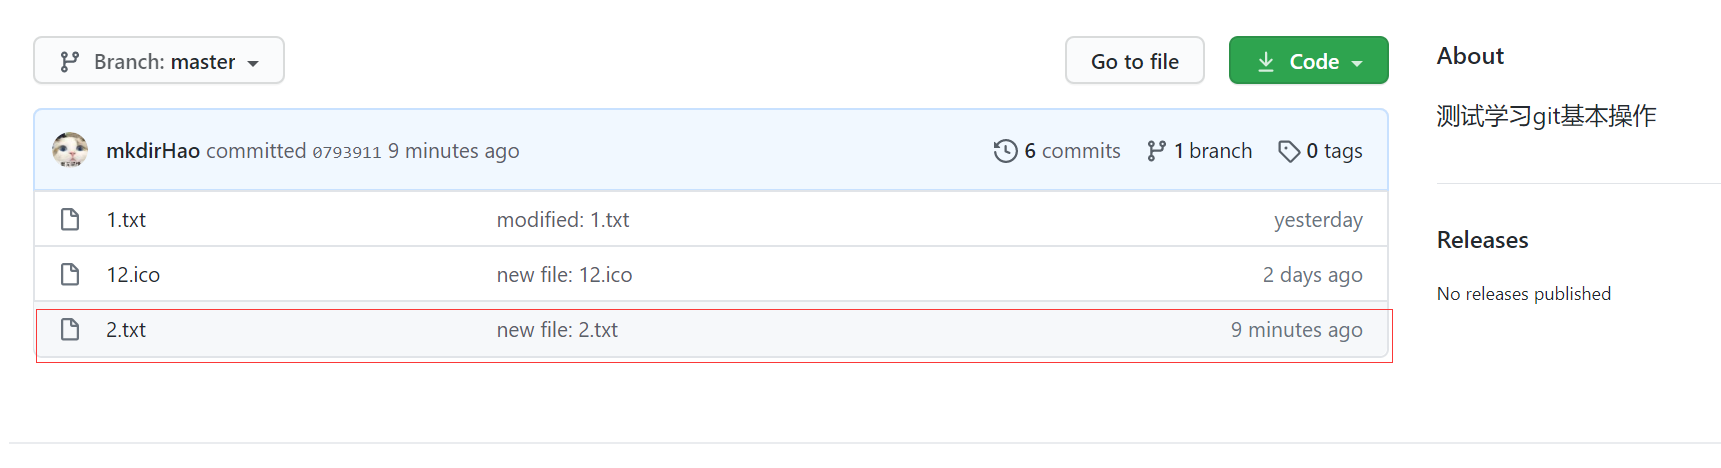 Branch: master
Go to file
Code
mkdirHao committed 0793911 9 minutes ago
6 commits
1 branch
0 tags
1.txt modified: 1.txt yesterday
12.ico new file: 12.ico 2 days ago
2.txt new file: 2.txt 9 minutes ago
About
测试学习git基本操作
Releases
No releases published